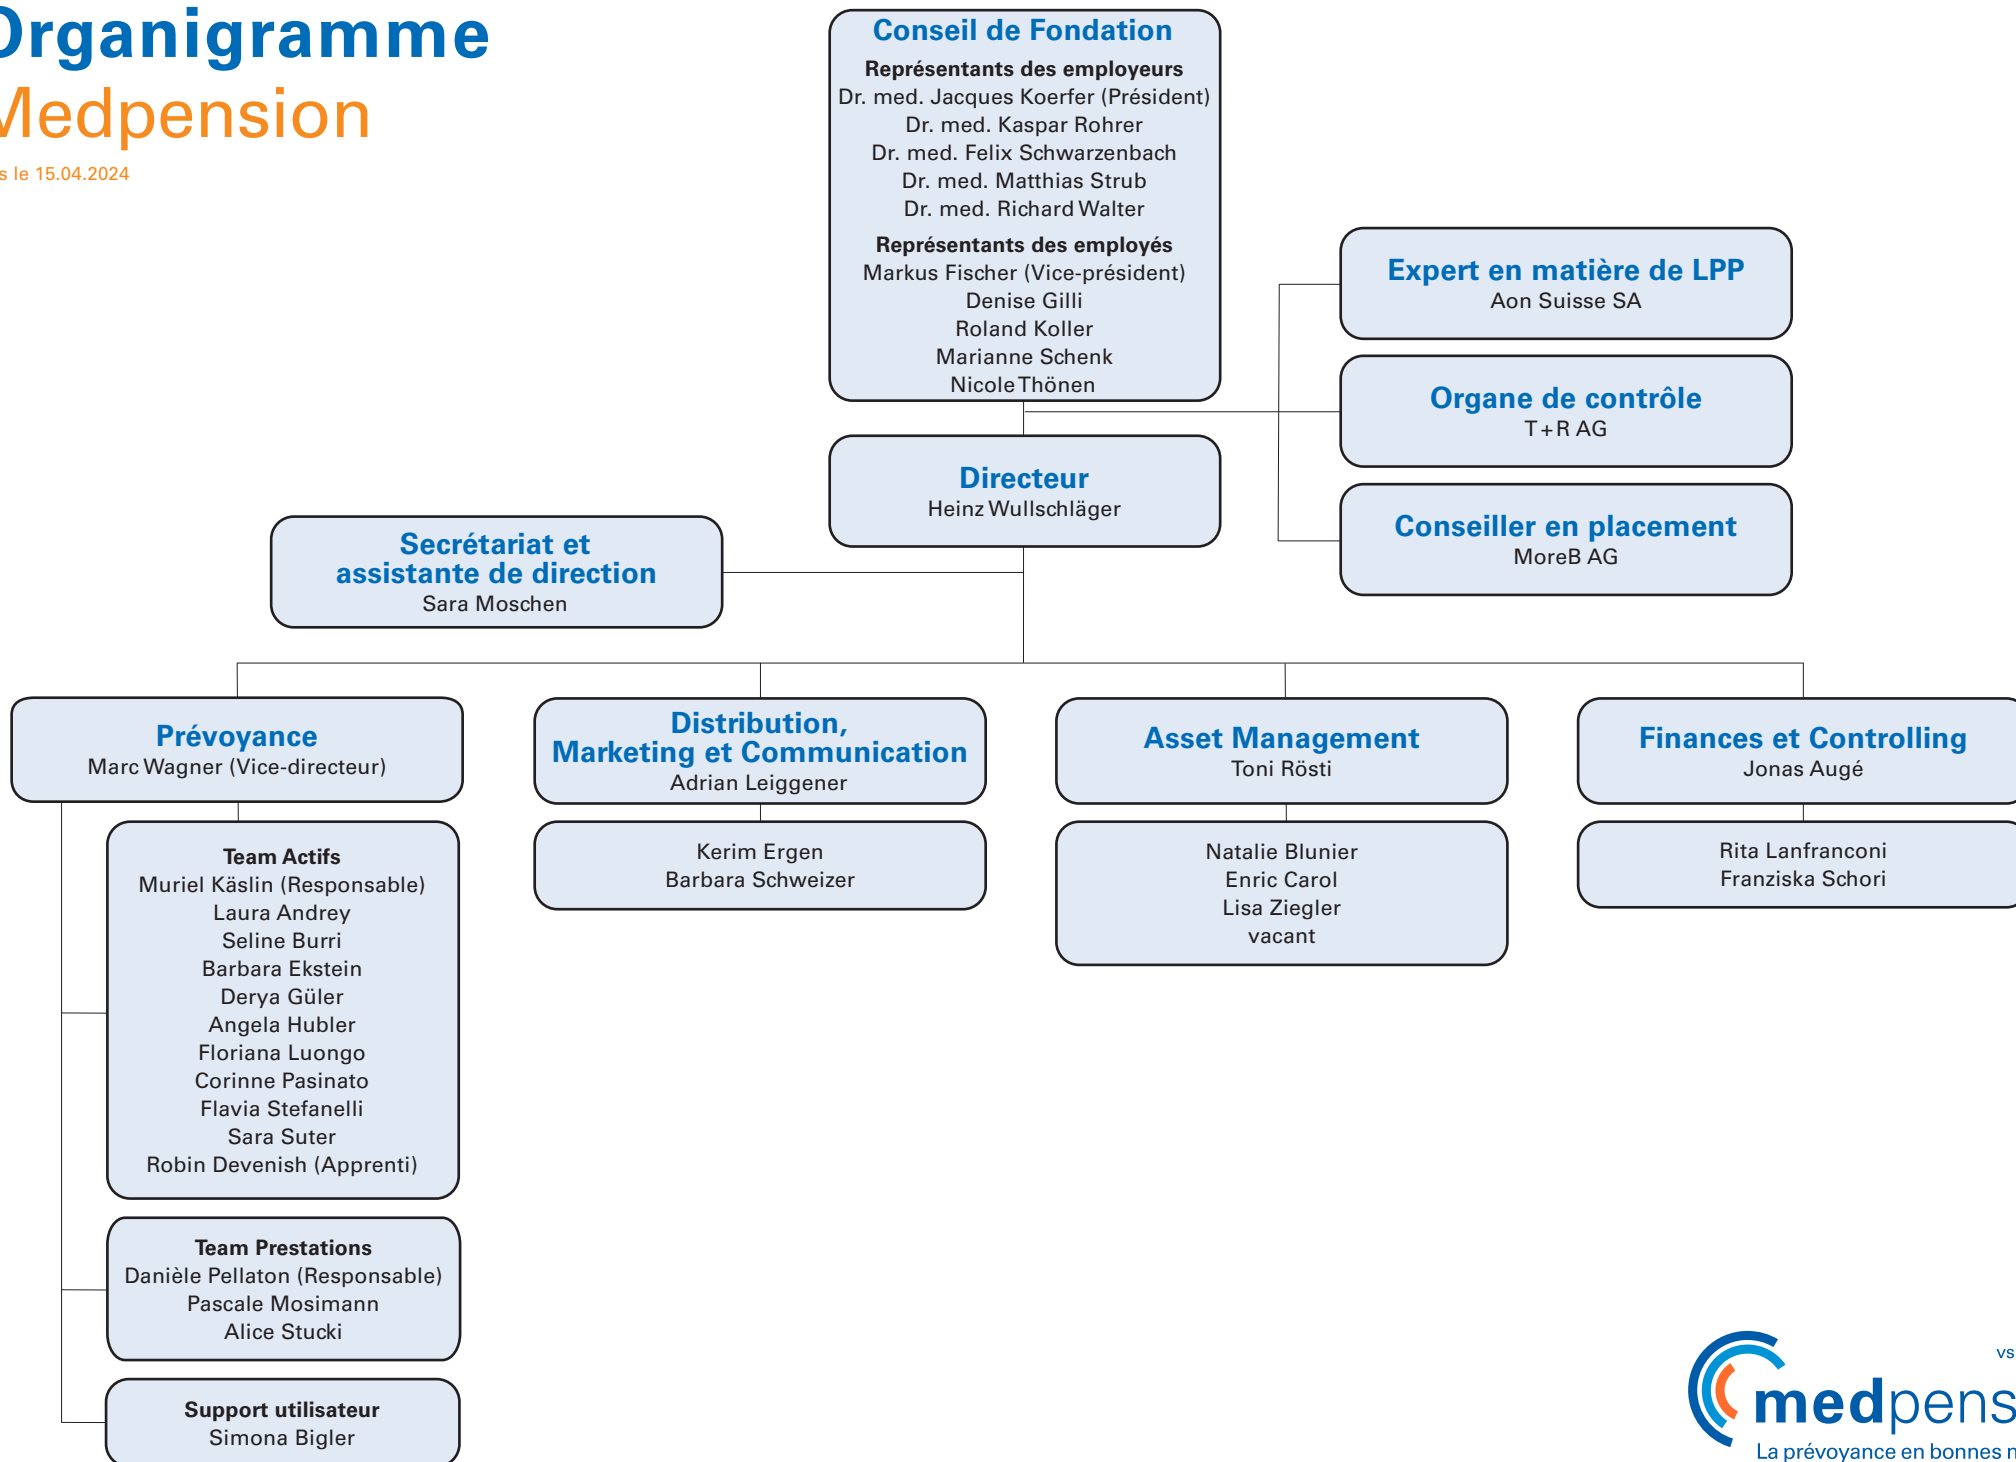 Organigramme
Medpension
le 15.04.2024
Conseil de Fondation
Représentants des employeurs
Dr. med. Jacques Koerfer (Président)
Dr. med. Kaspar Rohrer
Dr. med. Felix Schwarzenbach
Dr. med. Matthias Strub
Dr. med. Richard Walter
Représentants des employés
Markus Fischer (Vice-président)
Denise Gilli
Roland Koller
Marianne Schenk
Nicole Thönen
Expert en matière de LPP
Aon Suisse SA
Organe de contrôle
T+R AG
Conseiller en placement
MoreB AG
Directeur
Heinz Wullschläger
Secrétariat et
assistante de direction
Sara Moschen
Prévoyance
Marc Wagner (Vice-directeur)
Team Actifs
Muriel Käslin (Responsable)
Laura Andrey
Seline Burri
Barbara Ekstein
Derya Güler
Angela Hubler
Floriana Luongo
Corinne Pasinato
Flavia Stefanelli
Sara Suter
Robin Devenish (Apprenti)
Team Prestations
Danièle Pellaton (Responsable)
Pascale Mosimann
Alice Stucki
Support utilisateur
Simona Bigler
Distribution,
Marketing et Communication
Adrian Leiggener
Kerim Ergen
Barbara Schweizer
Asset Management
Toni Rösti
Natalie Blunier
Enric Carol
Lisa Ziegler
vacant
Finances et Controlling
Jonas Augé
Rita Lanfranconi
Franziska Schori
vs
medpens
La prévoyance en bonnes